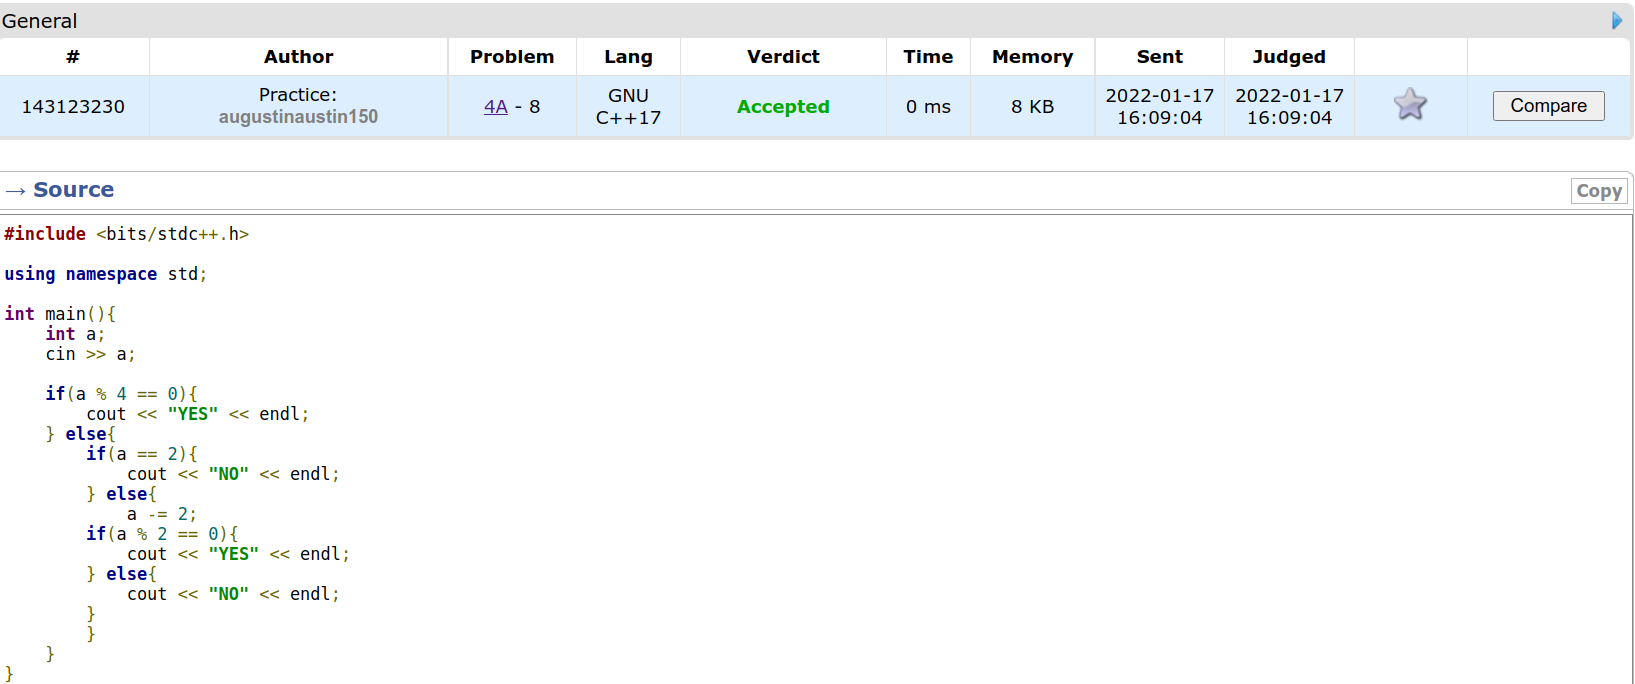 General
# Author Problem Lang Verdict Time Memory Sent Judged
143123230 Practice: augustinaustin150 4A - 8 GNU C++17 Accepted 0 ms 8 KB 2022-01-17 16:09:04 2022-01-17 16:09:04 Compare
→ Source Copy
#include <bits/stdc++.h>
using namespace std;
int main(){
    int a;
    cin >> a;
    if(a % 4 == 0){
        cout << "YES" << endl;
    } else{
        if(a == 2){
            cout << "NO" << endl;
        } else{
            a -= 2;
        if(a % 2 == 0){
            cout << "YES" << endl;
        } else{
            cout << "NO" << endl;
        }
        }
    }
}